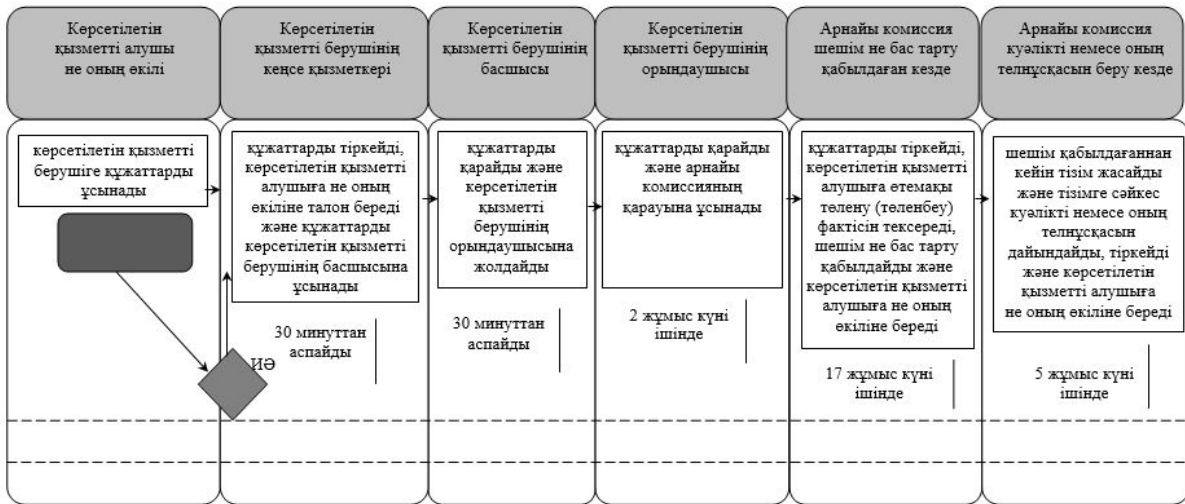 Көрсетілетін
қызметті алушы
не оның өкілі
Көрсетілетін
қызметті берушінің
кеңсе қызметкері
Көрсетілетін
қызметті берушінің
басшысы
Көрсетілетін
қызметті берушінің
орындаушысы
Арнайы комиссия
шешім не бас тарту
қабылдаған кезде
Арнайы комиссия
куәлікті немесе оның
телнұсқасын беру кезде
көрсетілетін қызметті
берушіге құжаттарды
ұсынады
құжаттарды тіркейді,
көрсетілетін қызметті
алушыға не оның
өкіліне талон береді
және құжаттарды
көрсетілетін қызметті
берушінің басшысына
ұсынады
30 минуттан
аспайды
құжаттарды
қарайды және
көрсетілетін
қызметті
берушінің
орындаушысына
жолдайды
30 минуттан
аспайды
құжаттарды қарайды
және арнайы
комиссияның
қарауына ұсынады
2 жұмыс күні
ішінде
құжаттарды тіркейді,
көрсетілетін қызметті
алушыға өтемақы
төлену (төленбеу)
фактісін тексереді,
шешім не бас тарту
қабылдайды және
көрсетілетін қызметті
алушыға не оның
өкіліне береді
17 жұмыс күні
ішінде
шешім қабылдағаннан
кейін тізім жасайды
және тізімге сәйкес
куәлікті немесе оның
телнұсқасын
дайындайды, тіркейді
және көрсетілетін
қызметті алушыға
не оның өкіліне береді
5 жұмыс күні
ішінде
ИӘ